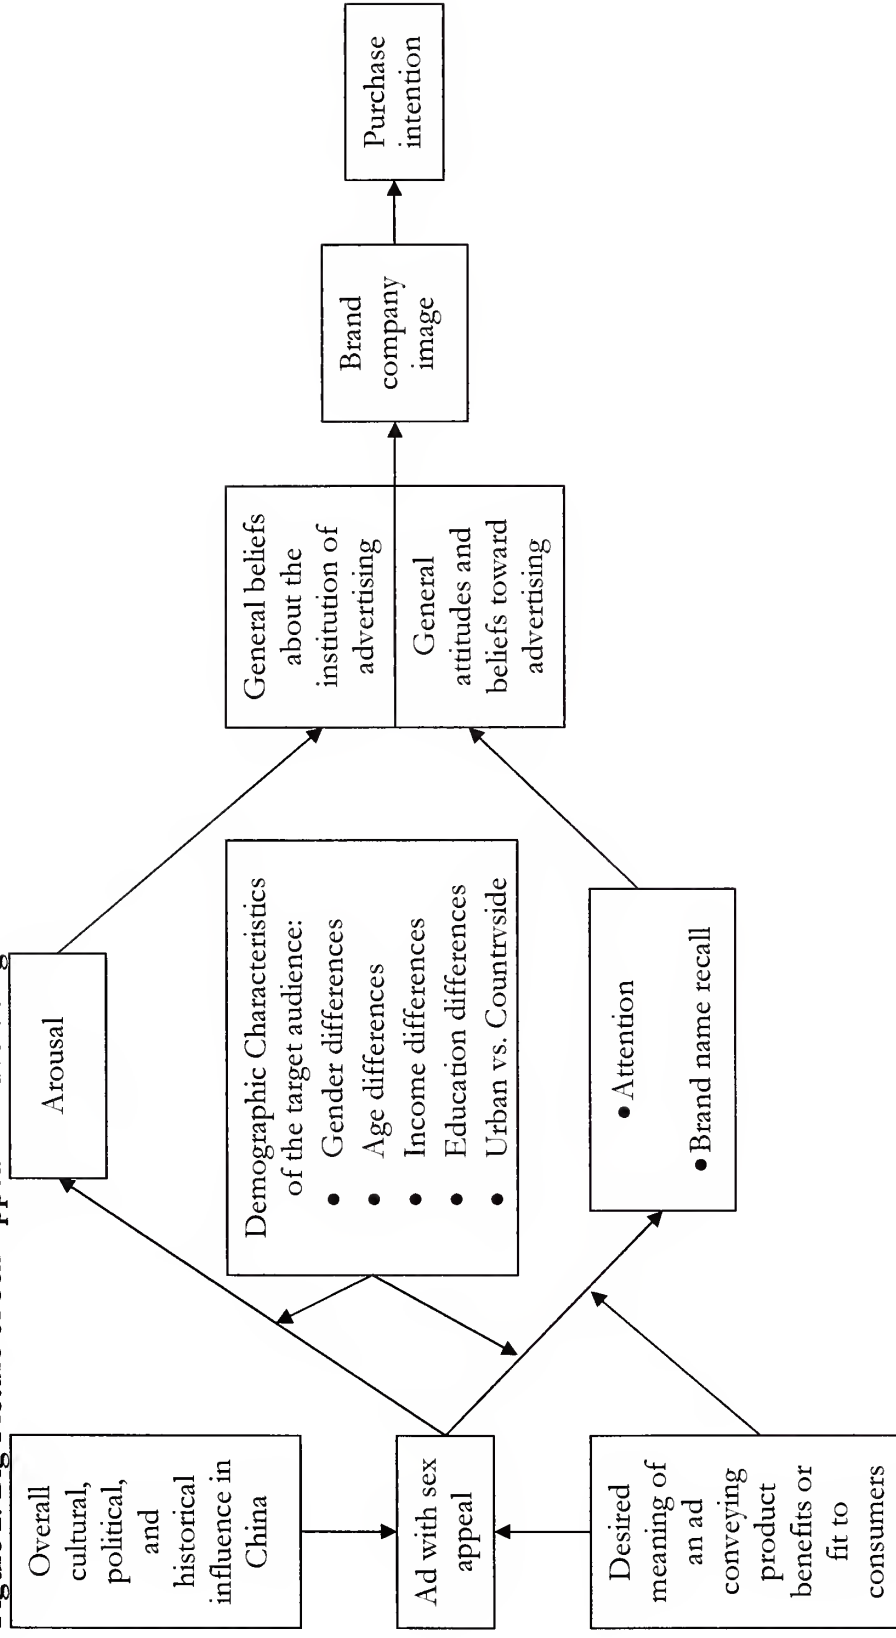 Overall
cultural,
political,
and
historical
influence in
China
Arousal
Demographic Characteristics
of the target audience:
• Gender differences
• Age differences
• Income differences
• Education differences
• Urban vs. Countryside
General beliefs
about the
institution of
advertising
General
attitudes and
beliefs toward
advertising
Brand
company
image
Purchase
intention
Ad with sex
appeal
Desired
meaning of
an ad
conveying
product
benefits or
fit to
consumers
• Attention
• Brand name recall